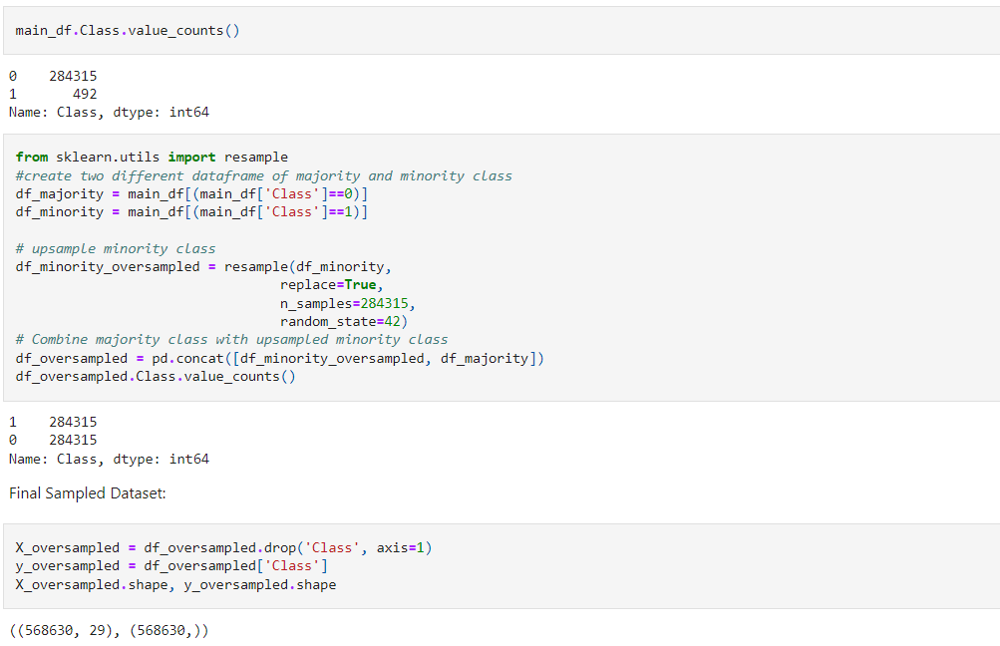 main_df.Class.value_counts()
0    284315
1       492
Name: Class, dtype: int64
from sklearn.utils import resample
#create two different dataframe of majority and minority class
df_majority = main_df[(main_df['Class']==0)]
df_minority = main_df[(main_df['Class']==1)]
# upsample minority class
df_minority_oversampled = resample(df_minority,
                                 replace=True,
                                 n_samples=284315,
                                 random_state=42)
# Combine majority class with upsampled minority class
df_oversampled = pd.concat([df_minority_oversampled, df_majority])
df_oversampled.Class.value_counts()
1    284315
0    284315
Name: Class, dtype: int64
Final Sampled Dataset:
X_oversampled = df_oversampled.drop('Class', axis=1)
y_oversampled = df_oversampled['Class']
X_oversampled.shape, y_oversampled.shape
((568630, 29), (568630,))